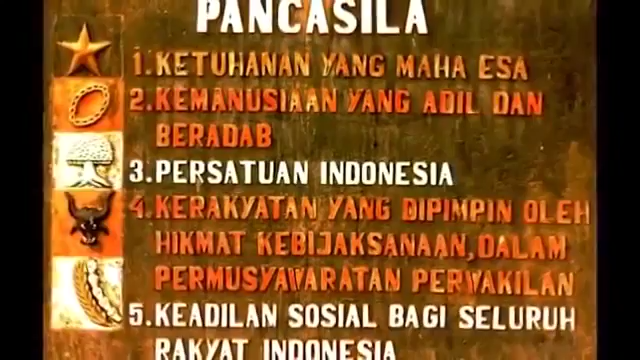 PANCASILA
1. KETUHANAN YANG MAHA ESA
2. KEMANUSIAAN YANG ADIL DAN
BERADAB
3. PERSATUAN INDONESIA
4. KERAKYATAN YANG DIPIMPIN OLEH
HIKMAT KEBIJAKSANAAN, DALAM
PERMUSYAWARATAN PERWAKILAN
5. KEADILAN SOSIAL BAGI SELURUH
RAKYAT INDONESIA